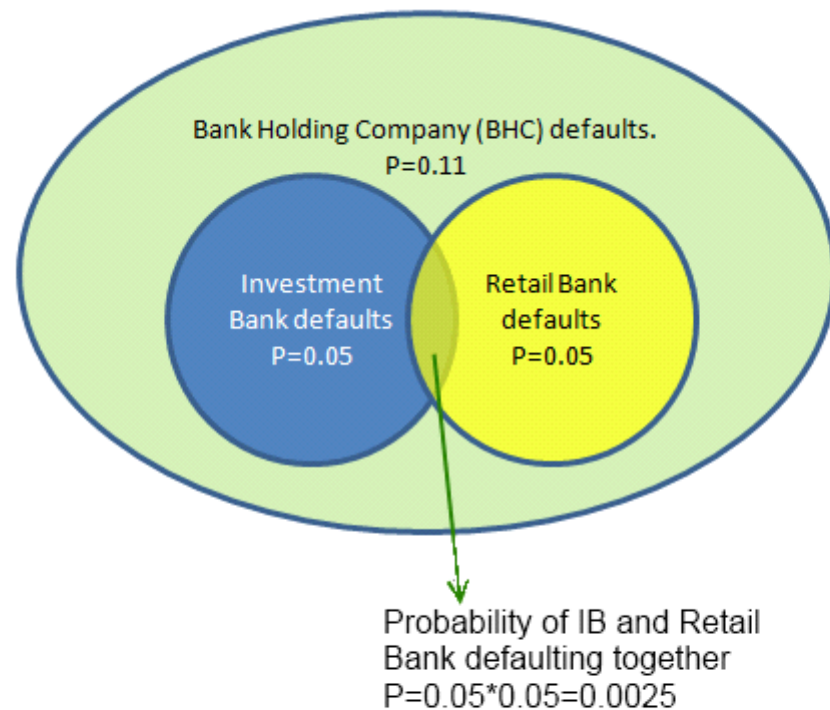 Bank Holding Company (BHC) defaults.
P=0.11
Investment
Bank defaults
P=0.05
Retail Bank
defaults
P=0.05
Probability of IB and Retail
Bank defaulting together
P=0.05*0.05=0.0025